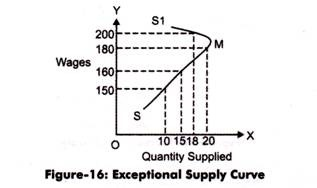 Y
S1
200
180
M
Wages
160
150
S
O
10 15 18 20
X
Quantity Supplied
Figure-16: Exceptional Supply Curve